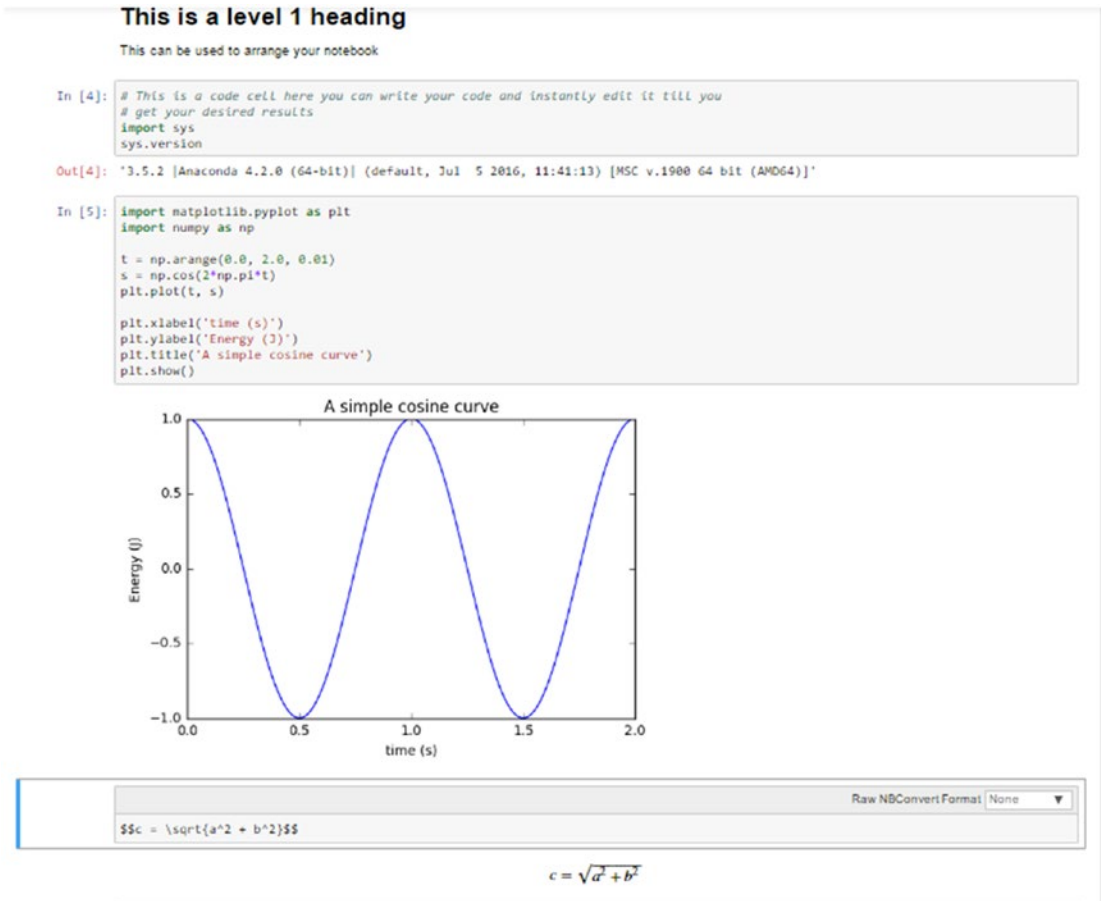 This is a level 1 heading
This can be used to arrange your notebook
In [4]: # This is a code cell here you can write your code and instantly edit it till you
# get your desired results
import sys
sys.version
Out[4]: '3.5.2 |Anaconda 4.2.0 (64-bit)| (default, Jul  5 2016, 11:41:13) [MSC v.1900 64 bit (AMD64)]'
In [5]: import matplotlib.pyplot as plt
import numpy as np
t = np.arange(0.0, 2.0, 0.01)
s = np.cos(2*np.pi*t)
plt.plot(t, s)
plt.xlabel('time (s)')
plt.ylabel('Energy (J)')
plt.title('A simple cosine curve')
plt.show()
A simple cosine curve
1.0
0.5
0.0
−0.5
−1.0
Energy (J)
0.0 0.5 1.0 1.5 2.0
time (s)
Raw NBConvert Format None ▼
$$c = \sqrt{a^2 + b^2}$$
c = √a² + b²